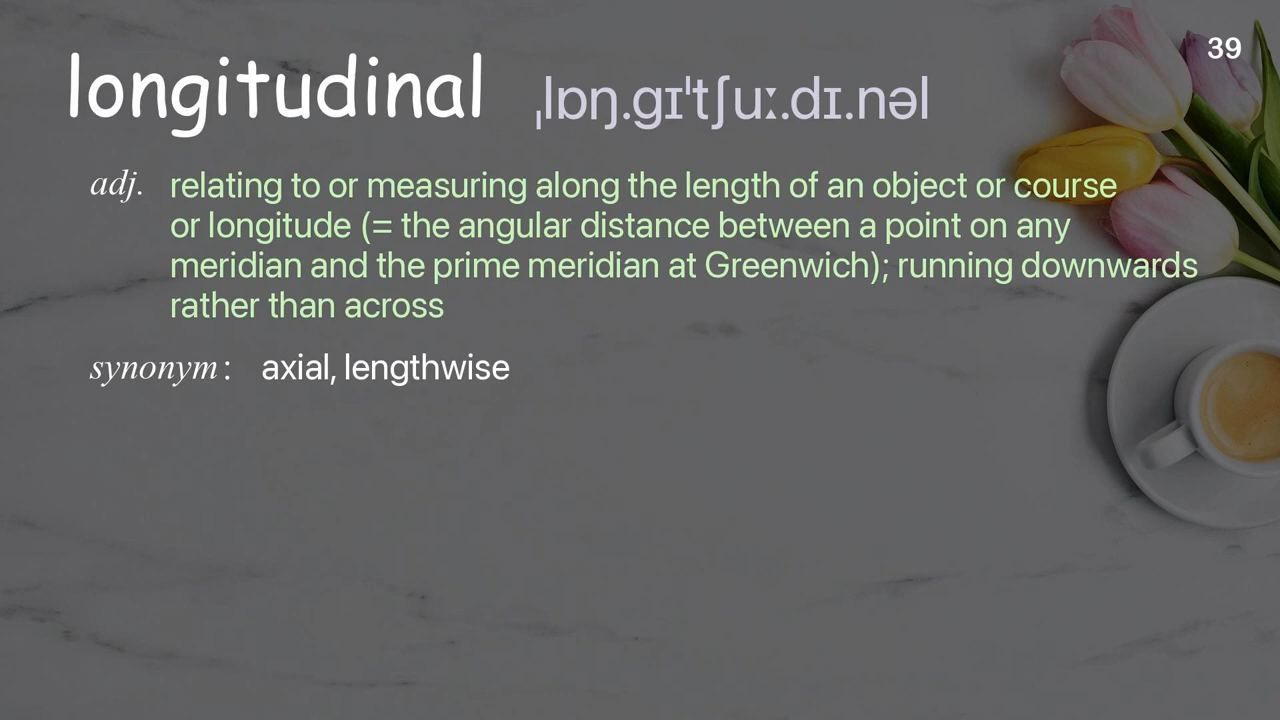 39
longitudinal ˌlɒŋ.gɪˈtʃuː.dɪ.nəl
adj. relating to or measuring along the length of an object or course
or longitude (= the angular distance between a point on any
meridian and the prime meridian at Greenwich); running downwards
rather than across
synonym: axial, lengthwise